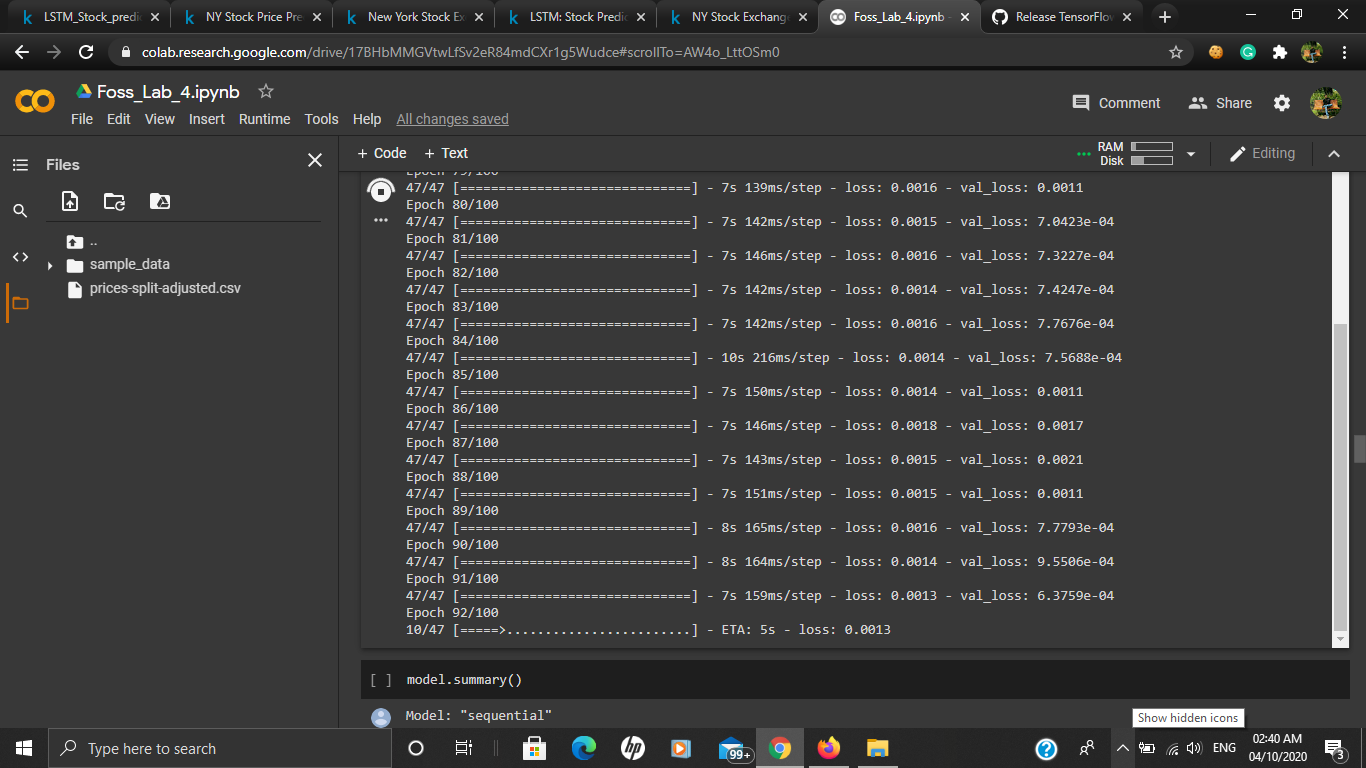 LSTM_Stock_predi
NY Stock Price Pre
New York Stock Ex
LSTM: Stock Predic
NY Stock Exchange
Foss_Lab_4.ipynb
Release TensorFlow
colab.research.google.com/drive/17BHbMMGVtwLfSv2eR84mdCXr1g5Wudce#scrollTo=AW4o_LttOSm0
Foss_Lab_4.ipynb
Comment
Share
File Edit View Insert Runtime Tools Help All changes saved
Files
+ Code + Text
RAM
Disk
Editing
..
sample_data
prices-split-adjusted.csv
Epoch 79/100
47/47 [==============================] - 7s 139ms/step - loss: 0.0016 - val_loss: 0.0011
Epoch 80/100
47/47 [==============================] - 7s 142ms/step - loss: 0.0015 - val_loss: 7.0423e-04
Epoch 81/100
47/47 [==============================] - 7s 146ms/step - loss: 0.0016 - val_loss: 7.3227e-04
Epoch 82/100
47/47 [==============================] - 7s 142ms/step - loss: 0.0014 - val_loss: 7.4247e-04
Epoch 83/100
47/47 [==============================] - 7s 142ms/step - loss: 0.0016 - val_loss: 7.7676e-04
Epoch 84/100
47/47 [==============================] - 10s 216ms/step - loss: 0.0014 - val_loss: 7.5688e-04
Epoch 85/100
47/47 [==============================] - 7s 150ms/step - loss: 0.0014 - val_loss: 0.0011
Epoch 86/100
47/47 [==============================] - 7s 146ms/step - loss: 0.0018 - val_loss: 0.0017
Epoch 87/100
47/47 [==============================] - 7s 143ms/step - loss: 0.0015 - val_loss: 0.0021
Epoch 88/100
47/47 [==============================] - 7s 151ms/step - loss: 0.0015 - val_loss: 0.0011
Epoch 89/100
47/47 [==============================] - 8s 165ms/step - loss: 0.0016 - val_loss: 7.7793e-04
Epoch 90/100
47/47 [==============================] - 8s 164ms/step - loss: 0.0014 - val_loss: 9.5506e-04
Epoch 91/100
47/47 [==============================] - 7s 159ms/step - loss: 0.0013 - val_loss: 6.3759e-04
Epoch 92/100
10/47 [=====>........................] - ETA: 5s - loss: 0.0013
[ ] model.summary()
Model: "sequential"
Show hidden icons
Type here to search
hp
99+
ENG
02:40 AM
04/10/2020
3